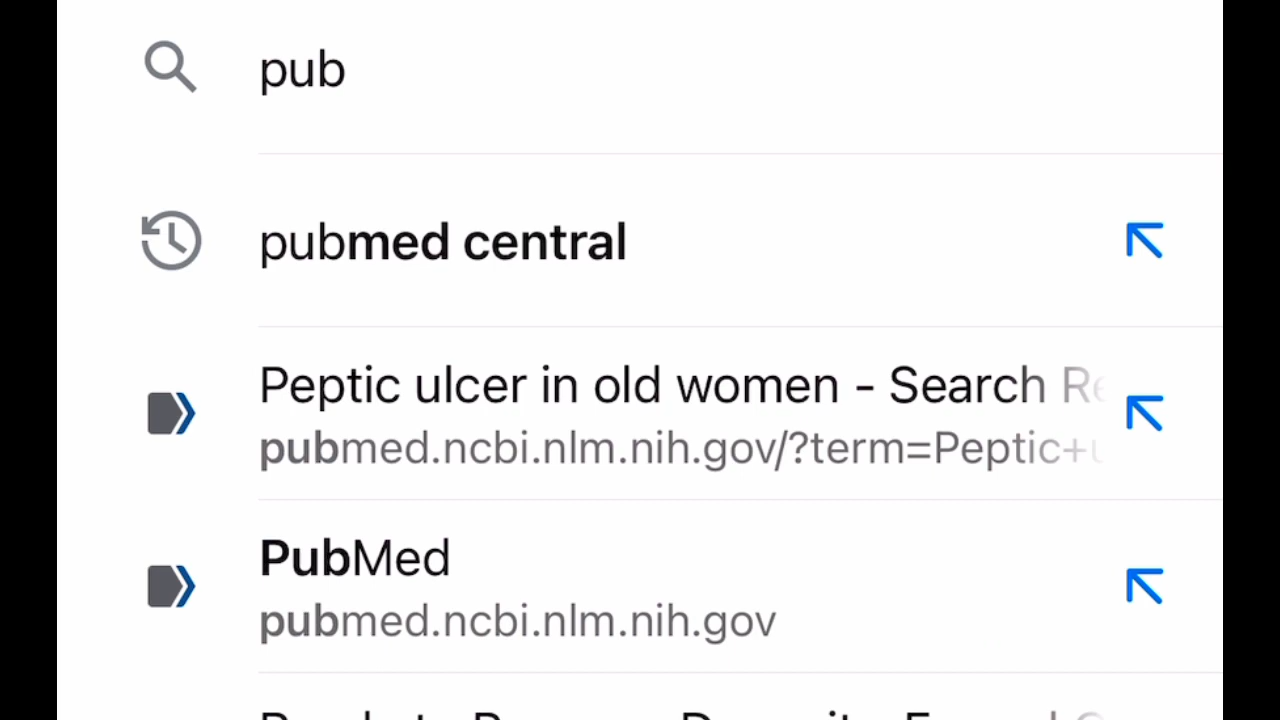 pub
pubmed central
Peptic ulcer in old women - Search
pubmed.ncbi.nlm.nih.gov/?term=Peptic+
PubMed
pubmed.ncbi.nlm.nih.gov